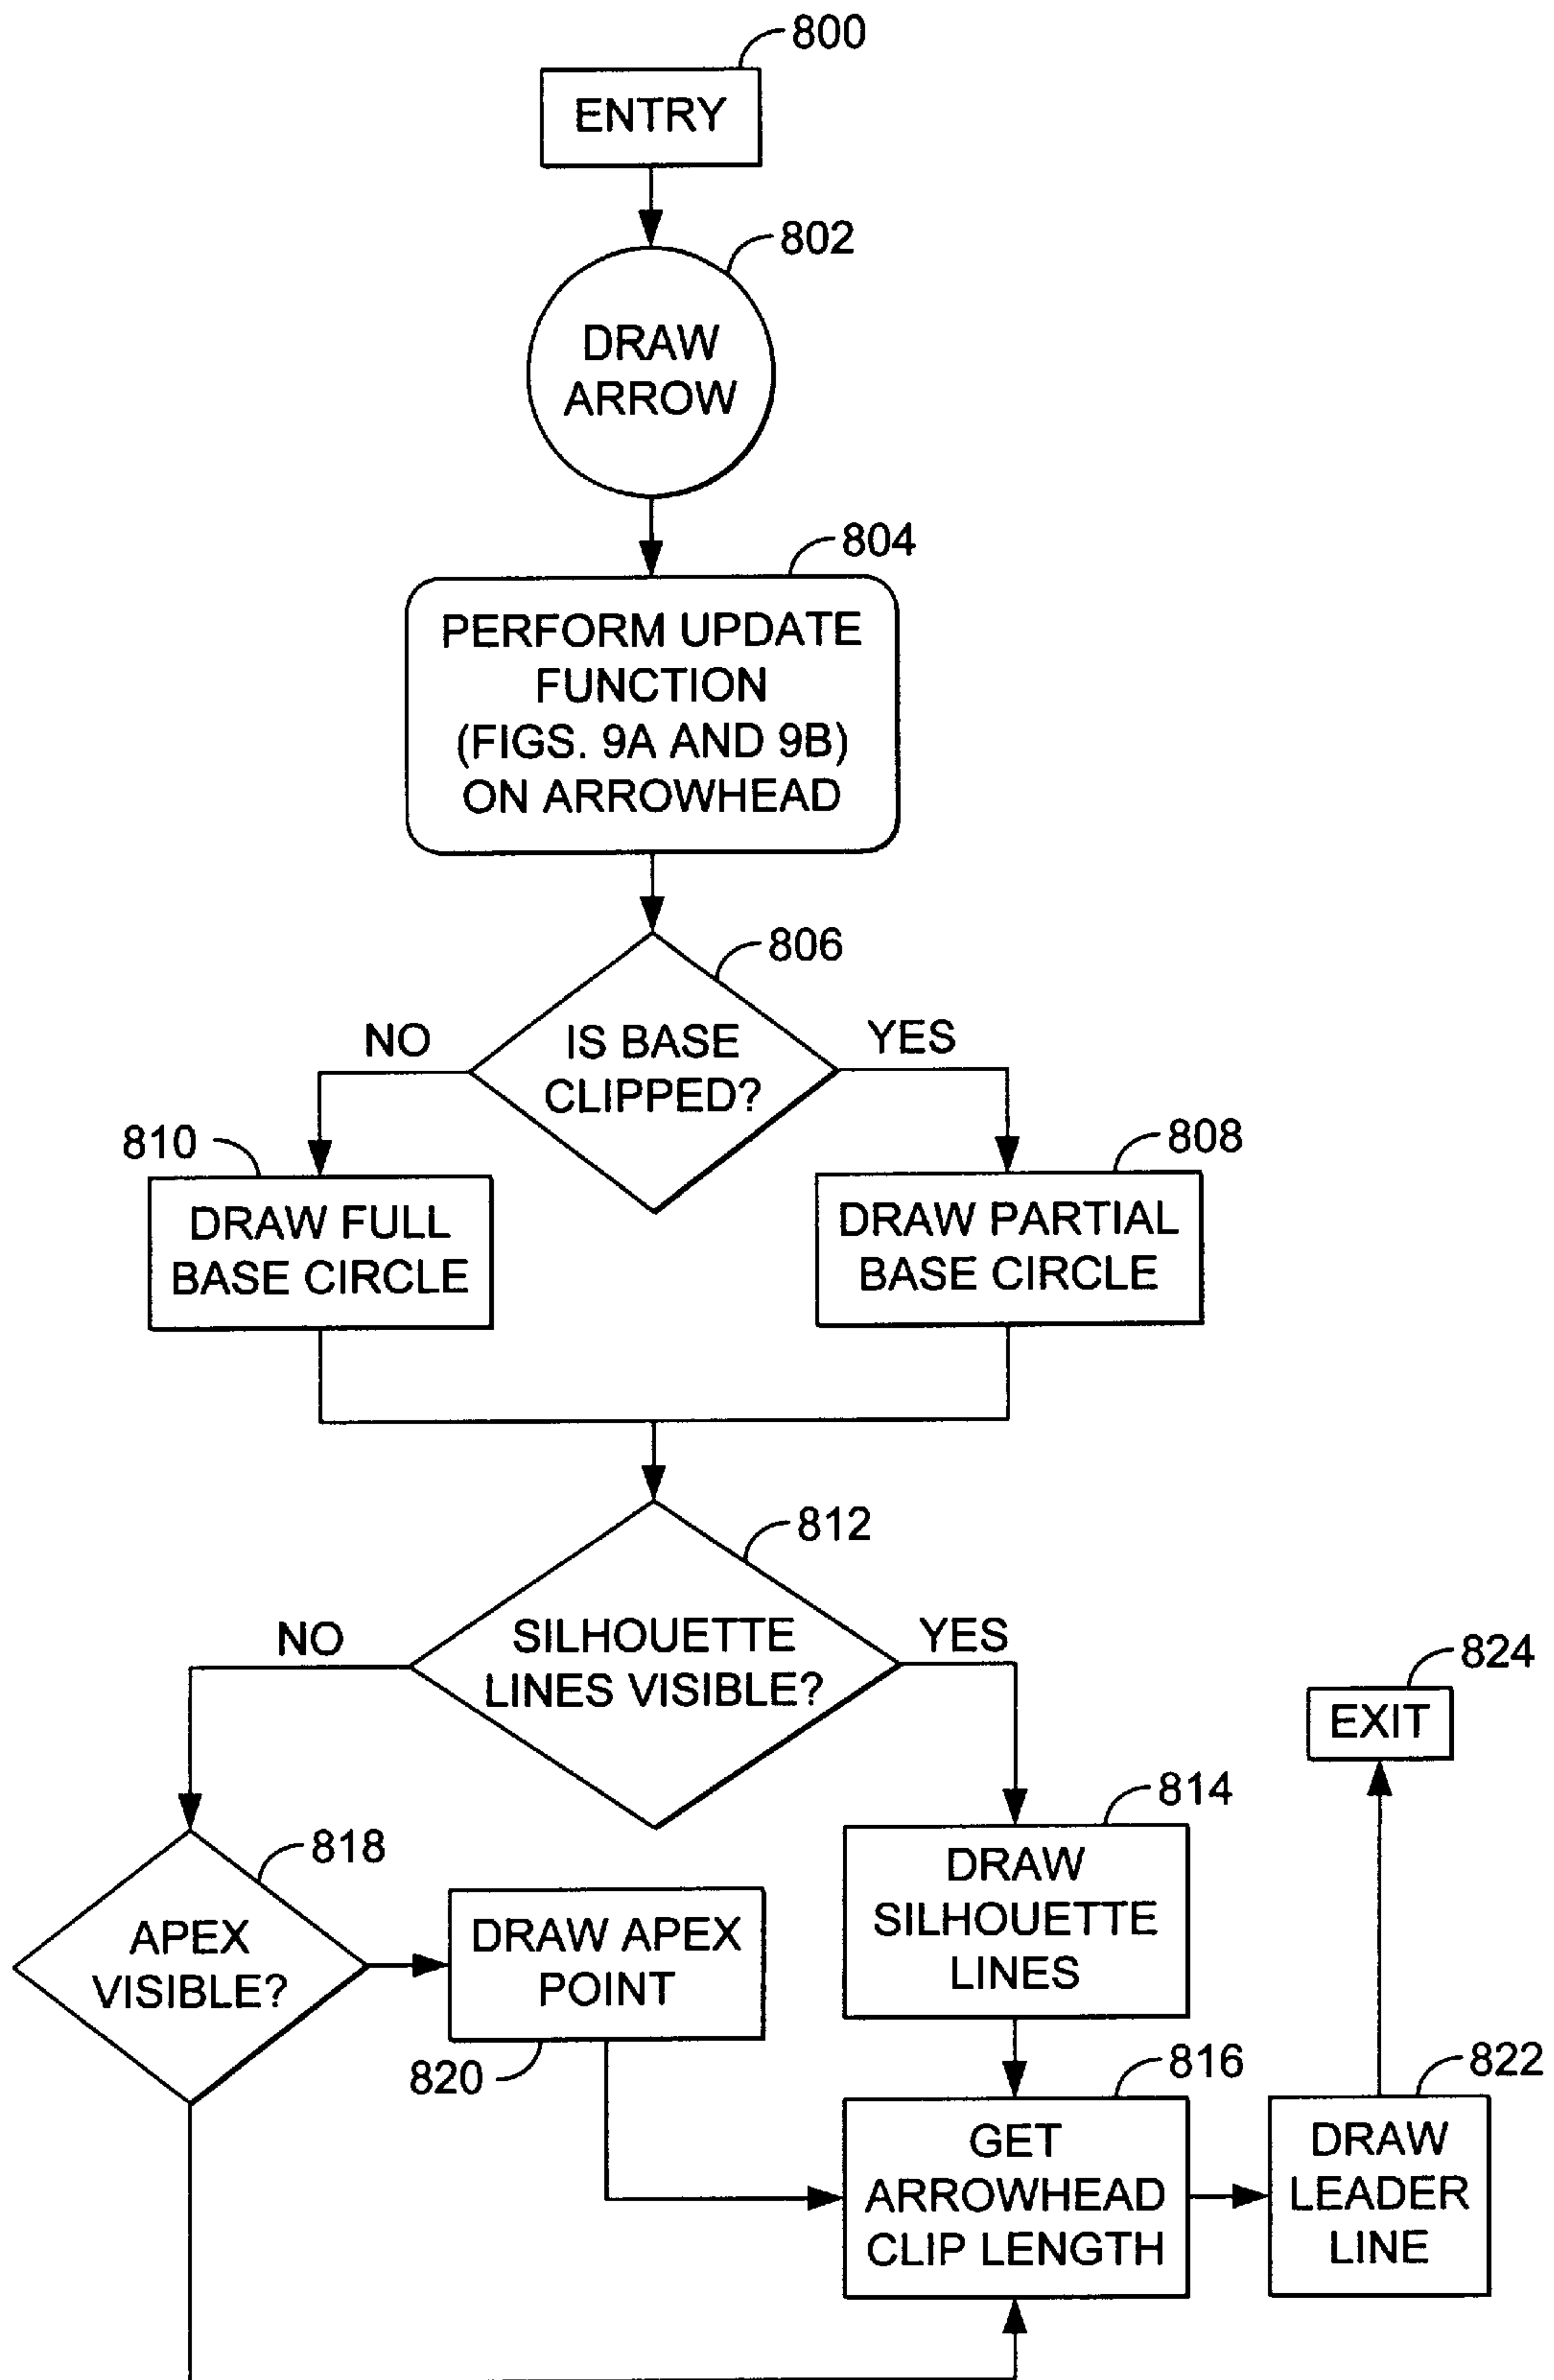 800
ENTRY
802
DRAW
ARROW
804
PERFORM UPDATE
FUNCTION
(FIGS. 9A AND 9B)
ON ARROWHEAD
806
NO
IS BASE
CLIPPED?
YES
810
808
DRAW FULL
BASE CIRCLE
DRAW PARTIAL
BASE CIRCLE
812
NO
SILHOUETTE
LINES VISIBLE?
YES
824
EXIT
814
818
DRAW
SILHOUETTE
LINES
APEX
VISIBLE?
DRAW APEX
POINT
820
816
822
GET
ARROWHEAD
CLIP LENGTH
DRAW
LEADER
LINE